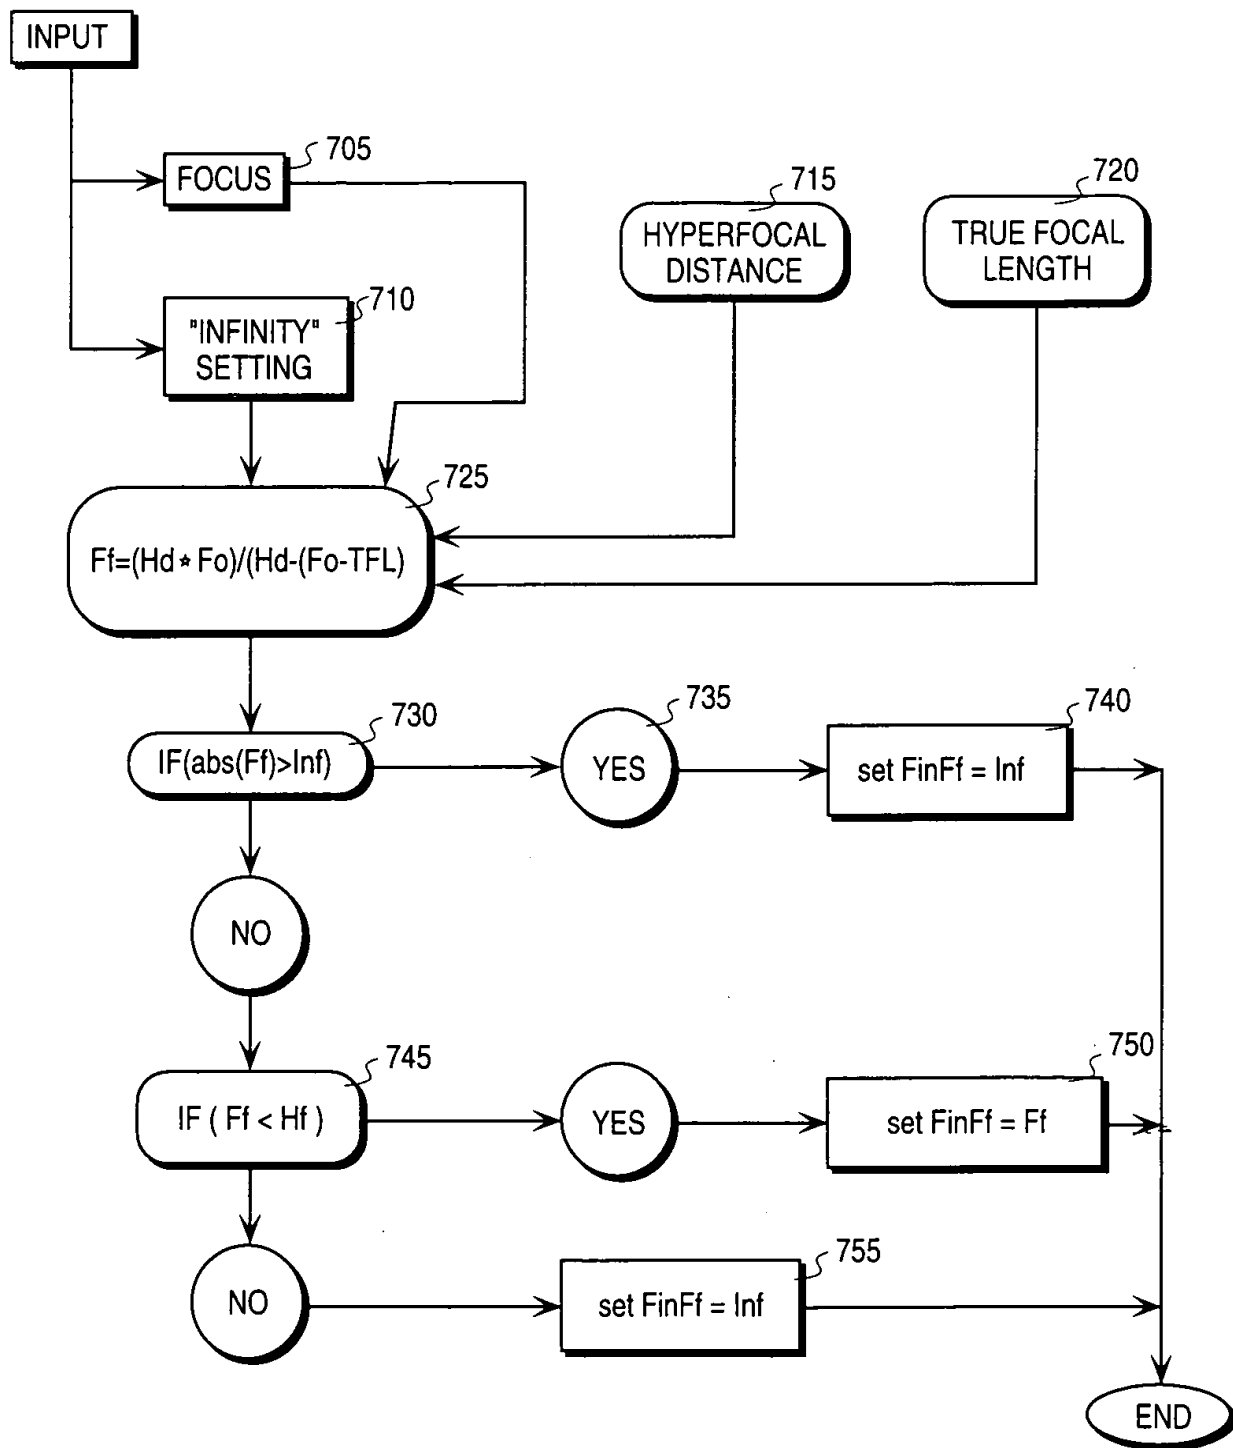 INPUT
705
FOCUS
715
HYPERFOCAL
DISTANCE
720
TRUE FOCAL
LENGTH
710
"INFINITY"
SETTING
725
Ff=(Hd*Fo)/(Hd-(Fo-TFL)
730
IF(abs(Ff)>Inf)
735
YES
740
set FinFf = Inf
NO
745
IF ( Ff < Hf )
YES
750
set FinFf = Ff
NO
755
set FinFf = Inf
END